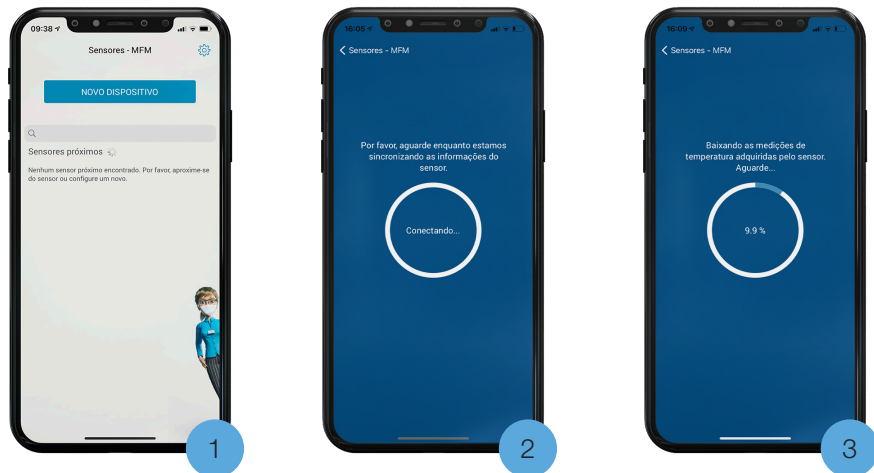 09:38
Sensores - MFM
NOVO DISPOSITIVO
Sensores próximos
Nenhum sensor próximo encontrado. Por favor, aproxime-se
do sensor ou configure um novo.
1
16:05
Sensores - MFM
Por favor, aguarde enquanto estamos
sincronizando as informações do
sensor.
Conectando...
2
16:09
Sensores - MFM
Baixando as medições de
temperatura adquiridas pelo sensor.
Aguarde...
9.9 %
3